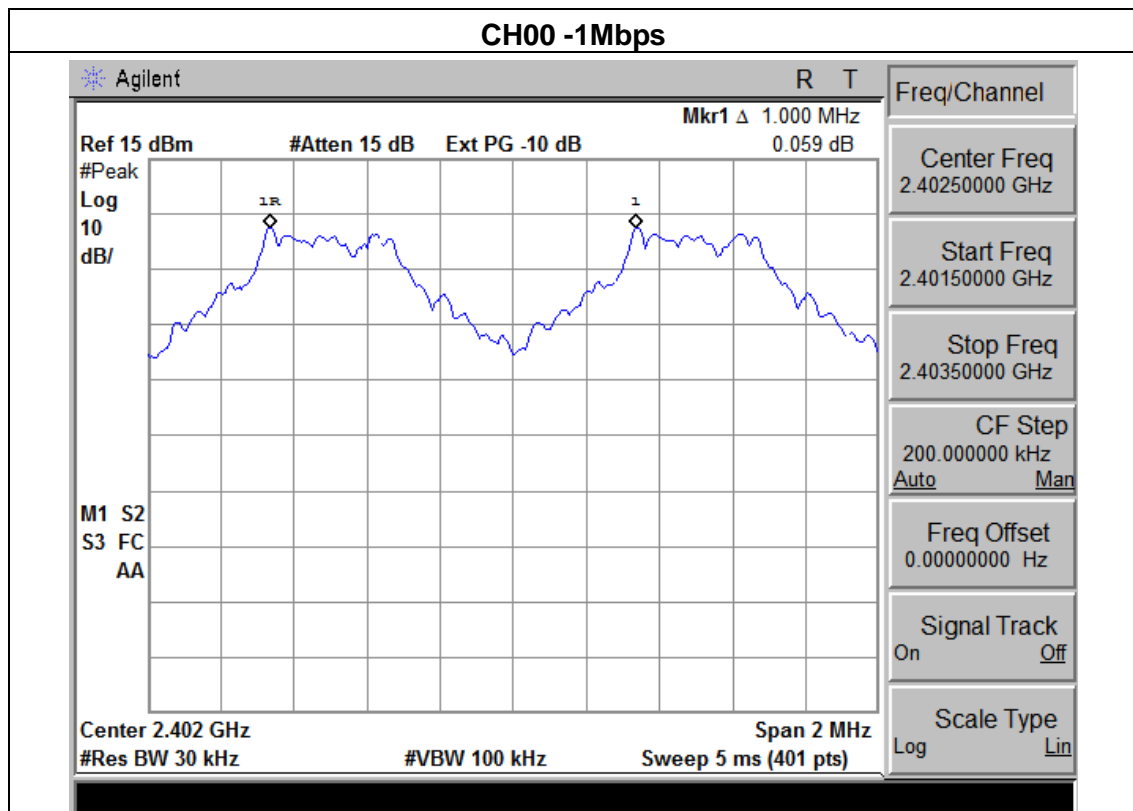 CH00 -1Mbps
Agilent R T
Mkr1 Δ 1.000 MHz
Ref 15 dBm #Atten 15 dB Ext PG -10 dB 0.059 dB
#Peak
Log
10
dB/
1R
1
M1 S2
S3 FC
AA
Center 2.402 GHz Span 2 MHz
#Res BW 30 kHz #VBW 100 kHz Sweep 5 ms (401 pts)
Freq/Channel
Center Freq
2.40250000 GHz
Start Freq
2.40150000 GHz
Stop Freq
2.40350000 GHz
CF Step
200.000000 kHz
Auto Man
Freq Offset
0.00000000 Hz
Signal Track
On Off
Scale Type
Log Lin